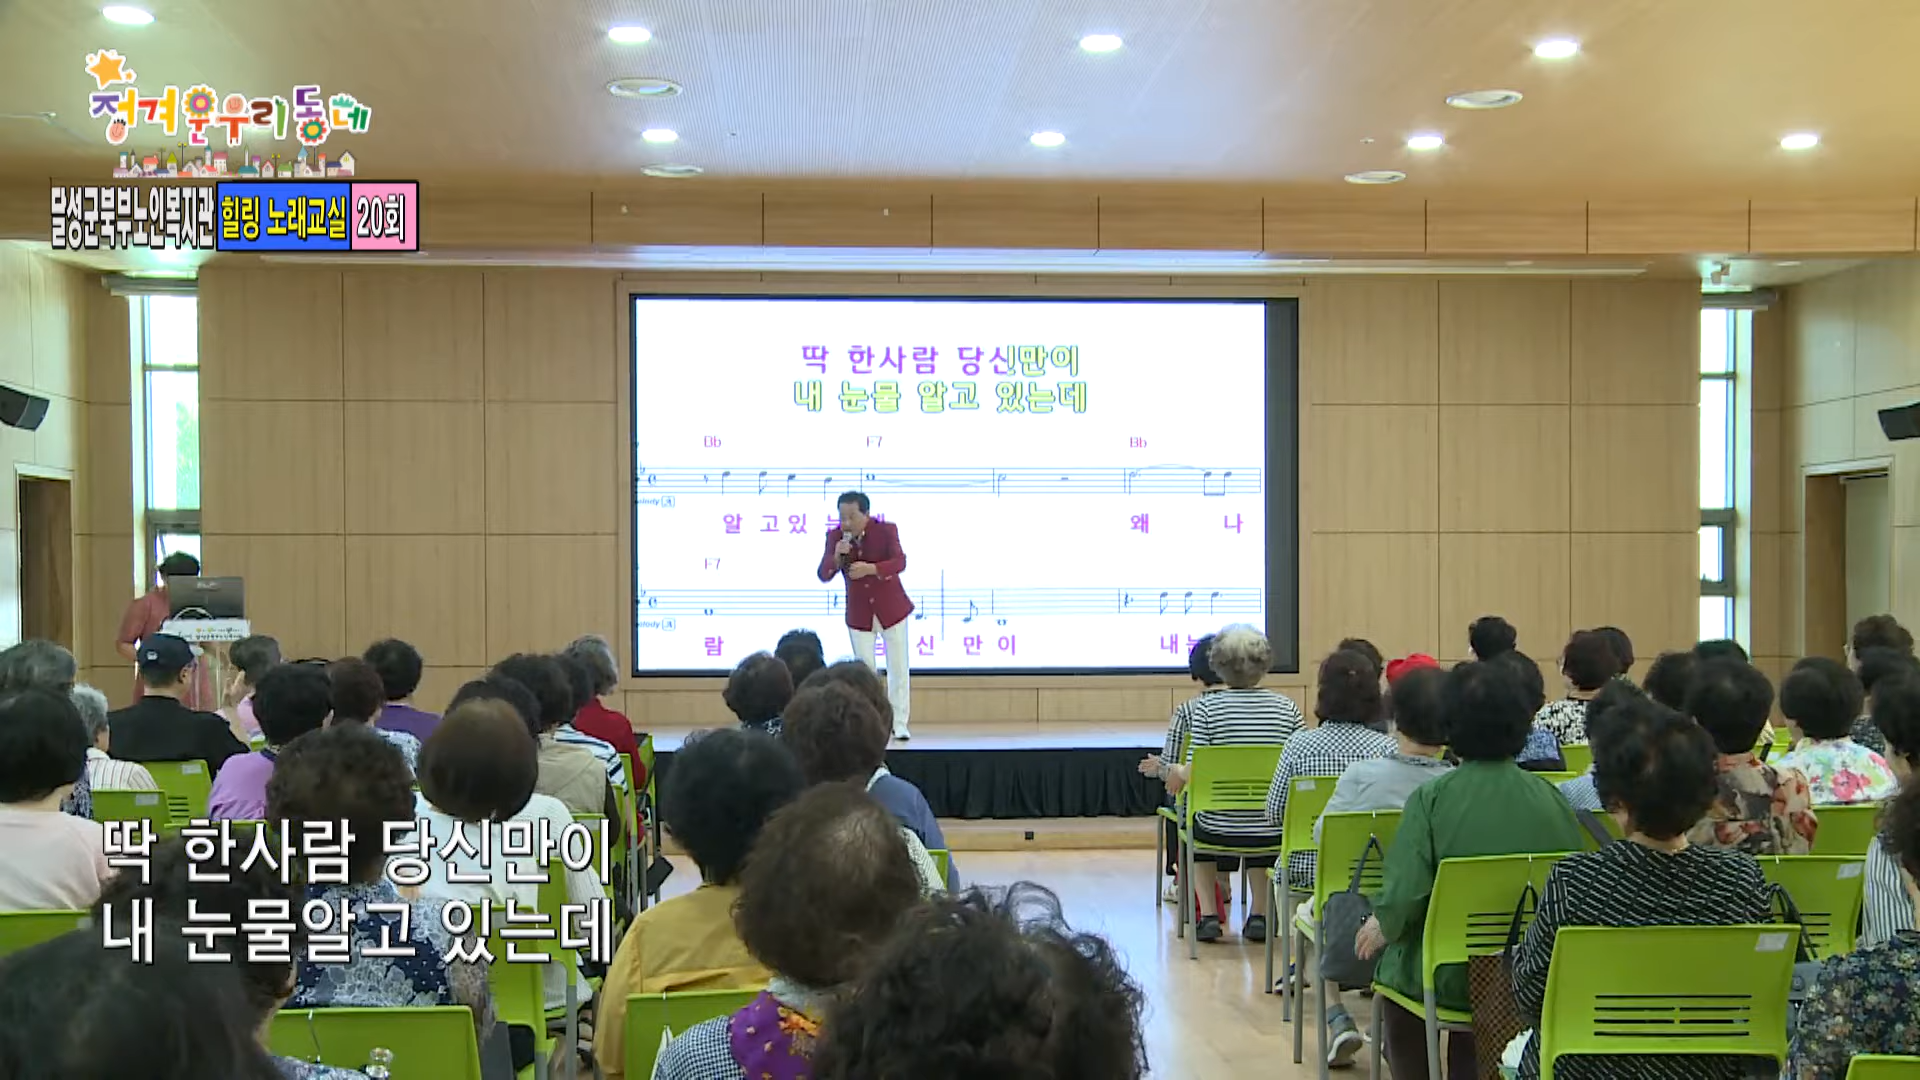 정겨운우리동네
달성군북부노인복지관 힐링 노래교실 20회
딱 한사람 당신만이
내 눈물 알고 있는데
Bb F7 Bb
알 고 있 왜 나
F7
람 신 만 이 내
딱 한사람 당신만이
내 눈물알고 있는데